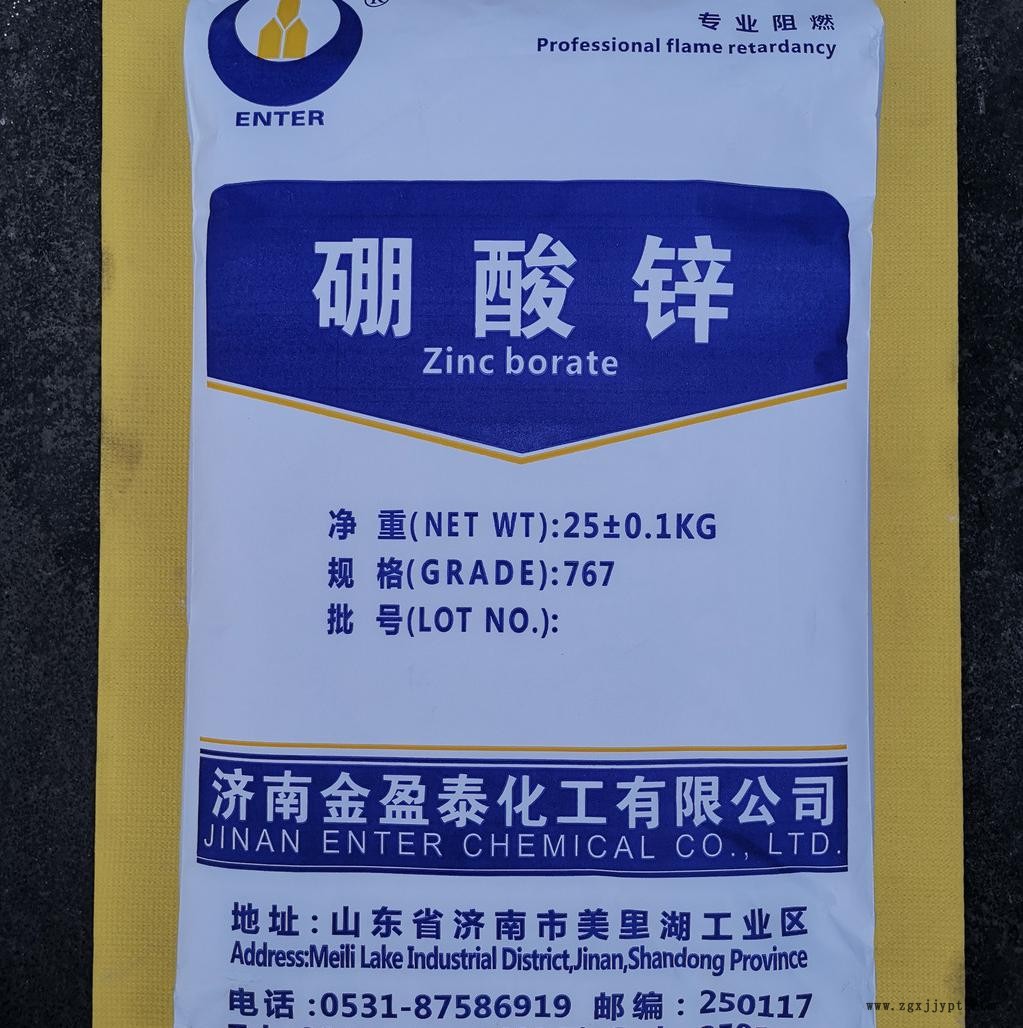 ®
专业阻燃
Professional flame retardancy
ENTER
硼酸锌
Zinc borate
净 重(NET WT):25±0.1KG
规 格(GRADE):767
批 号(LOT NO.):
济南金盈泰化工有限公司
JINAN ENTER CHEMICAL CO., LTD.
地址:山东省济南市美里湖工业区
Address:Meili Lake Industrial District,Jinan,Shandong Province
电话:0531-87586919 邮编:250117